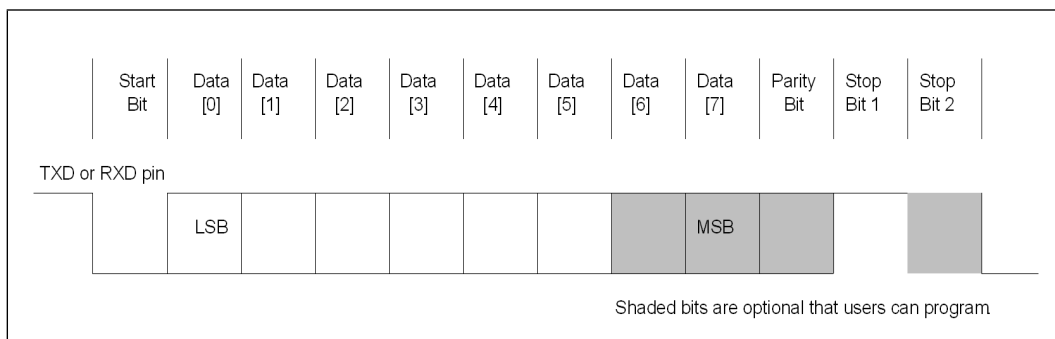 Start Data Data Data Data Data Data Data Data Parity Stop Stop
Bit [0] [1] [2] [3] [4] [5] [6] [7] Bit Bit 1 Bit 2
TXD or RXD pin
LSB MSB
Shaded bits are optional that users can program.